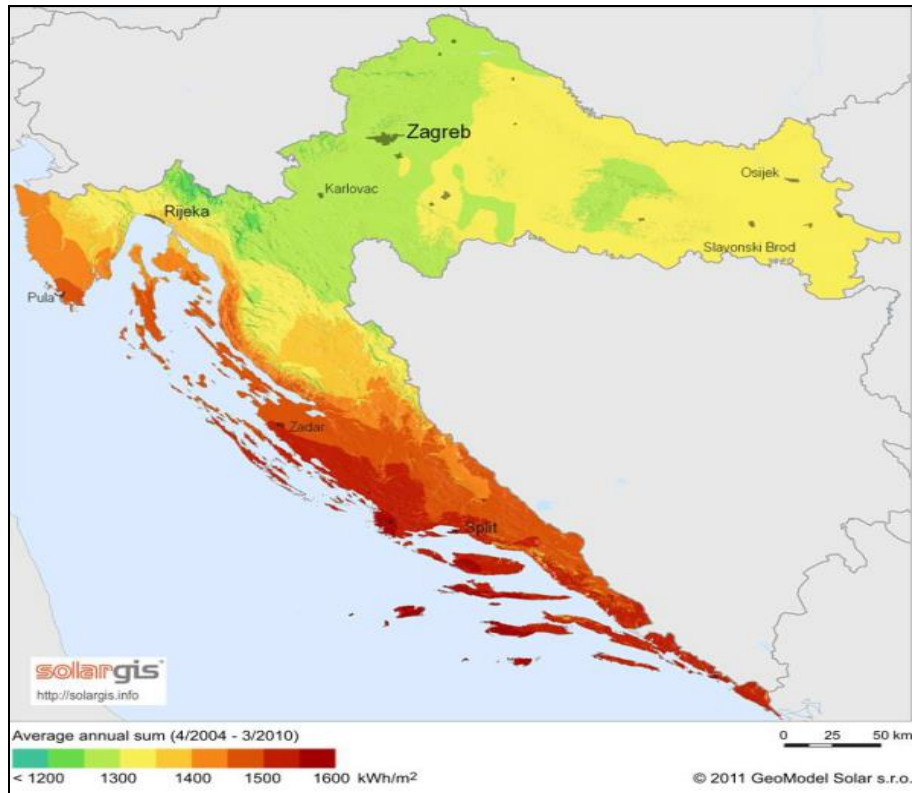 Zagreb
Karlovac
Osijek
Rijeka
Slavonski Brod
Pula
Zadar
Split
solargis
http://solargis.info
Average annual sum (4/2004 - 3/2010)
0 25 50 km
< 1200 1300 1400 1500 1600 kWh/m²
© 2011 GeoModel Solar s.r.o.